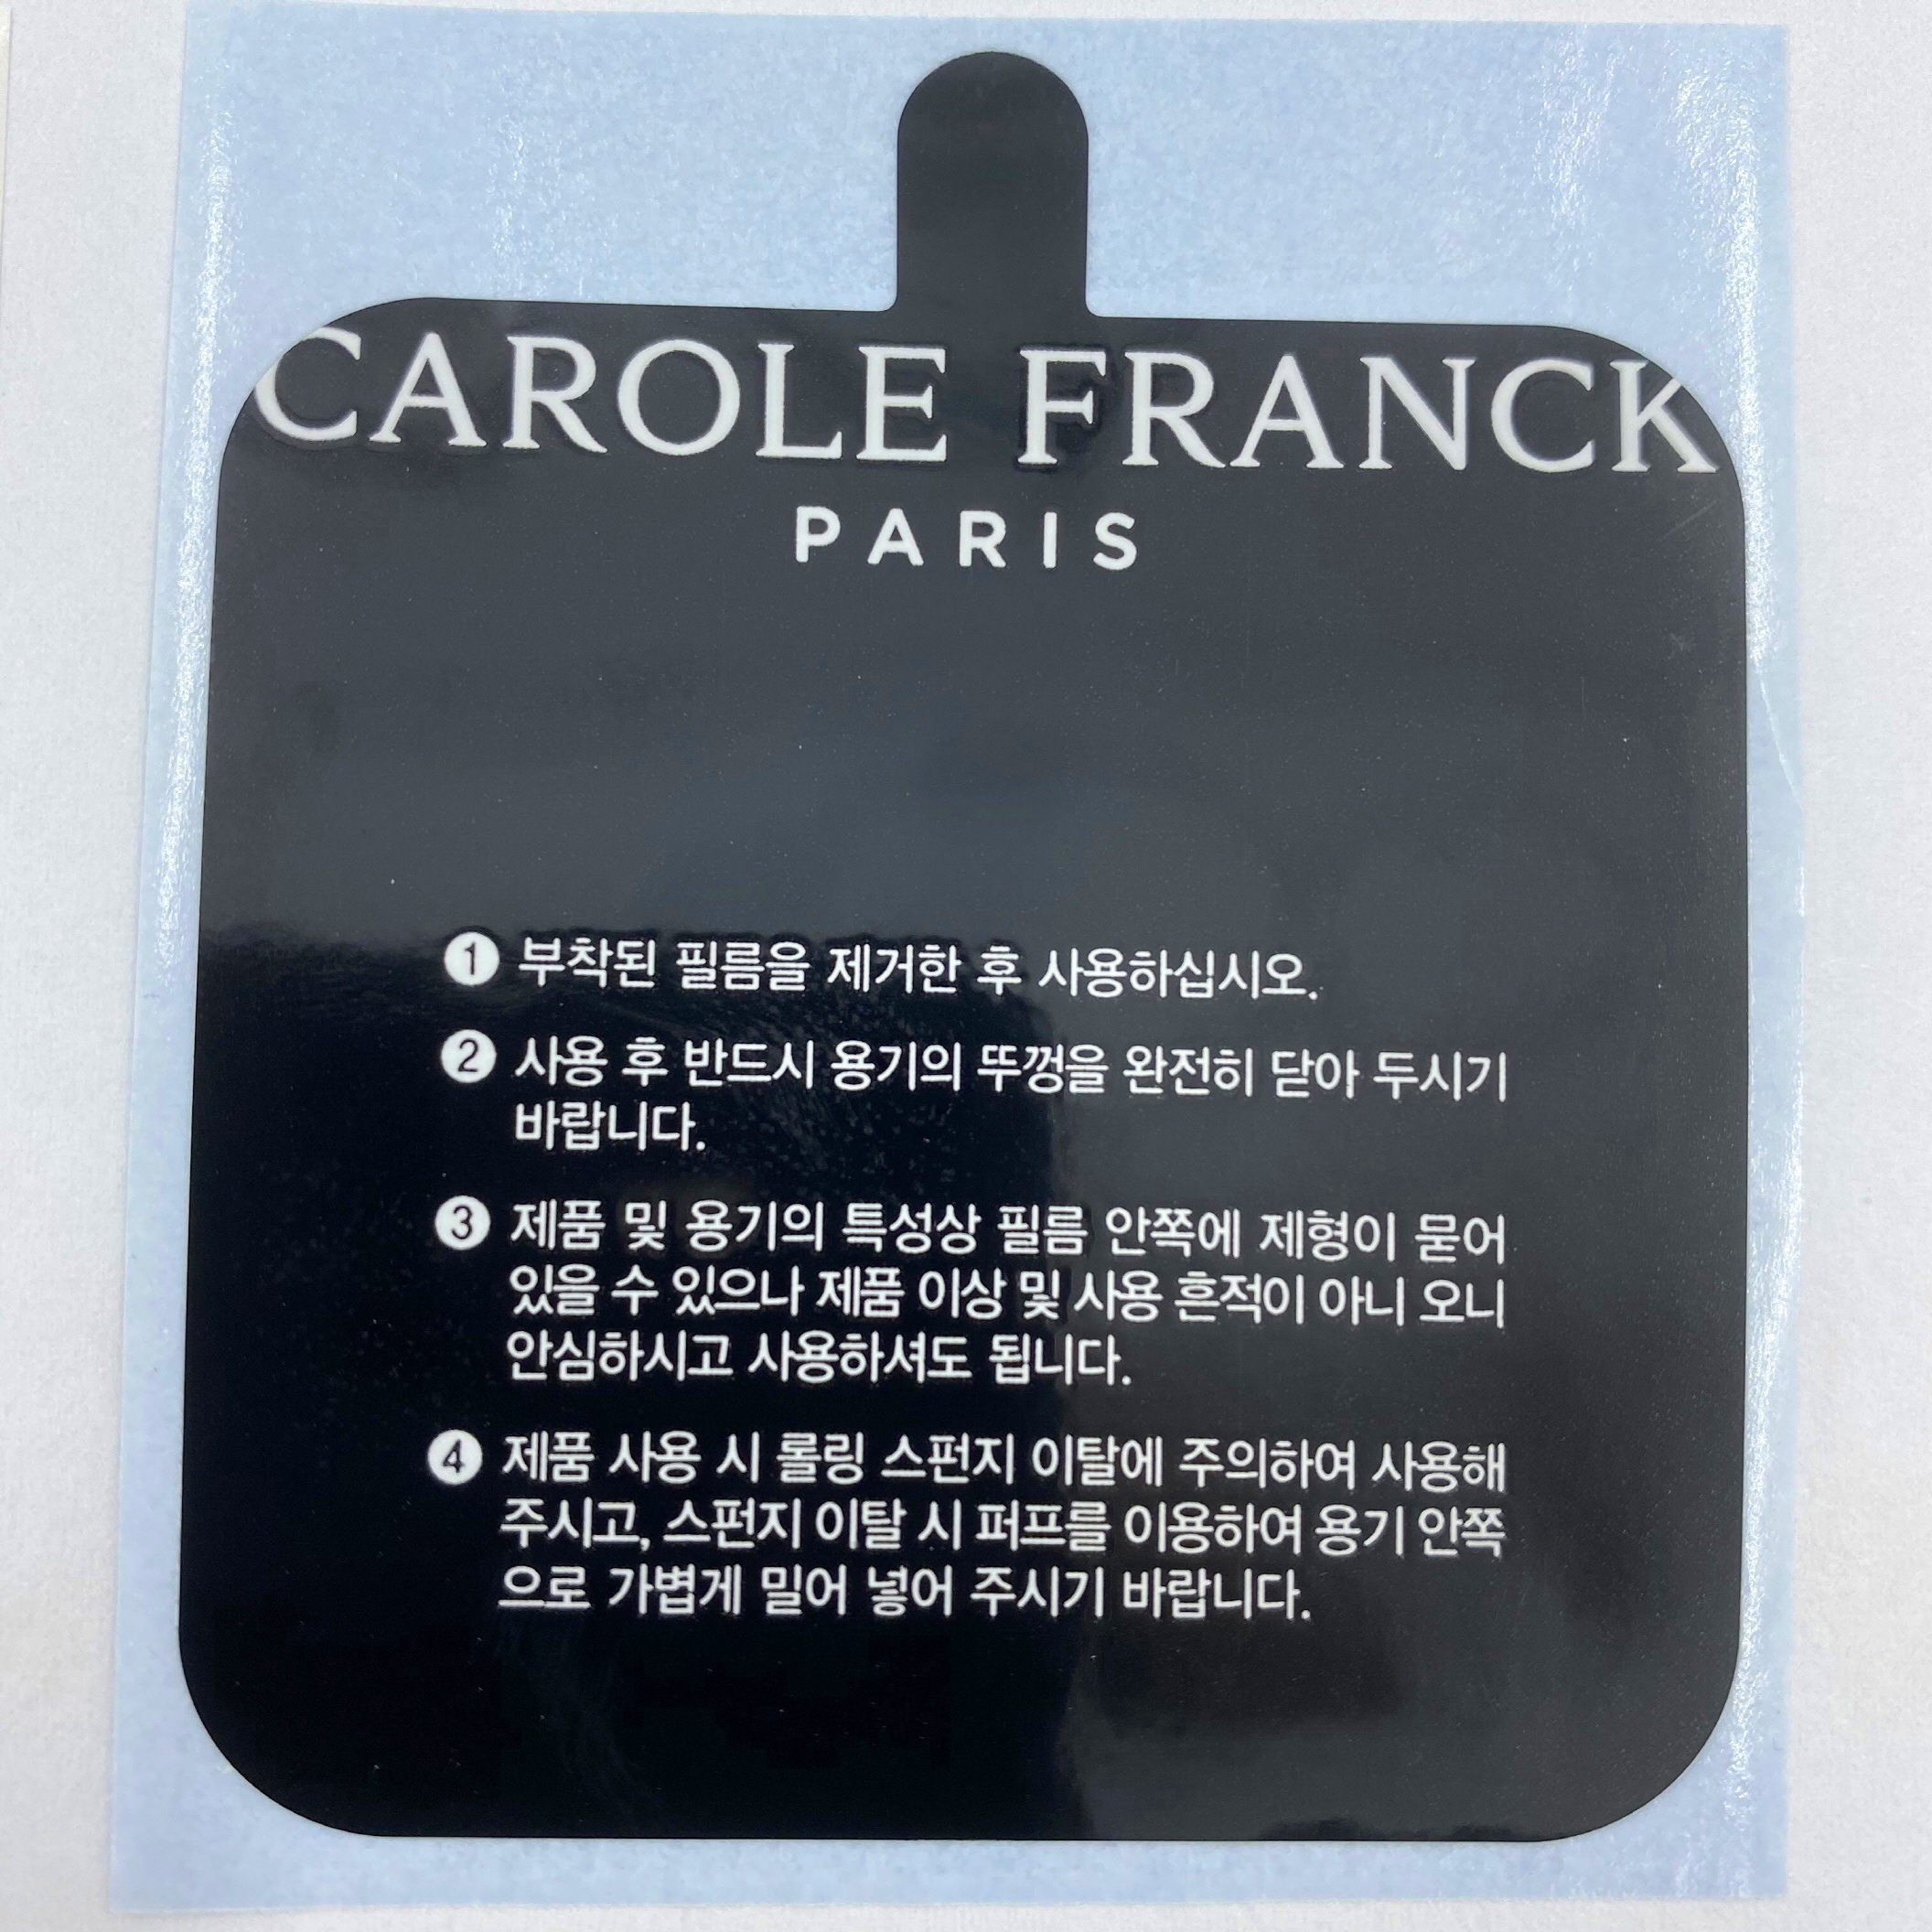 CAROLE FRANCK
PARIS
❶ 부착된 필름을 제거한 후 사용하십시오.
❷ 사용 후 반드시 용기의 뚜껑을 완전히 닫아 두시기
바랍니다.
❸ 제품 및 용기의 특성상 필름 안쪽에 제형이 묻어
있을 수 있으나 제품 이상 및 사용 흔적이 아니 오니
안심하시고 사용하셔도 됩니다.
❹ 제품 사용 시 롤링 스펀지 이탈에 주의하여 사용해
주시고, 스펀지 이탈 시 퍼프를 이용하여 용기 안쪽
으로 가볍게 밀어 넣어 주시기 바랍니다.